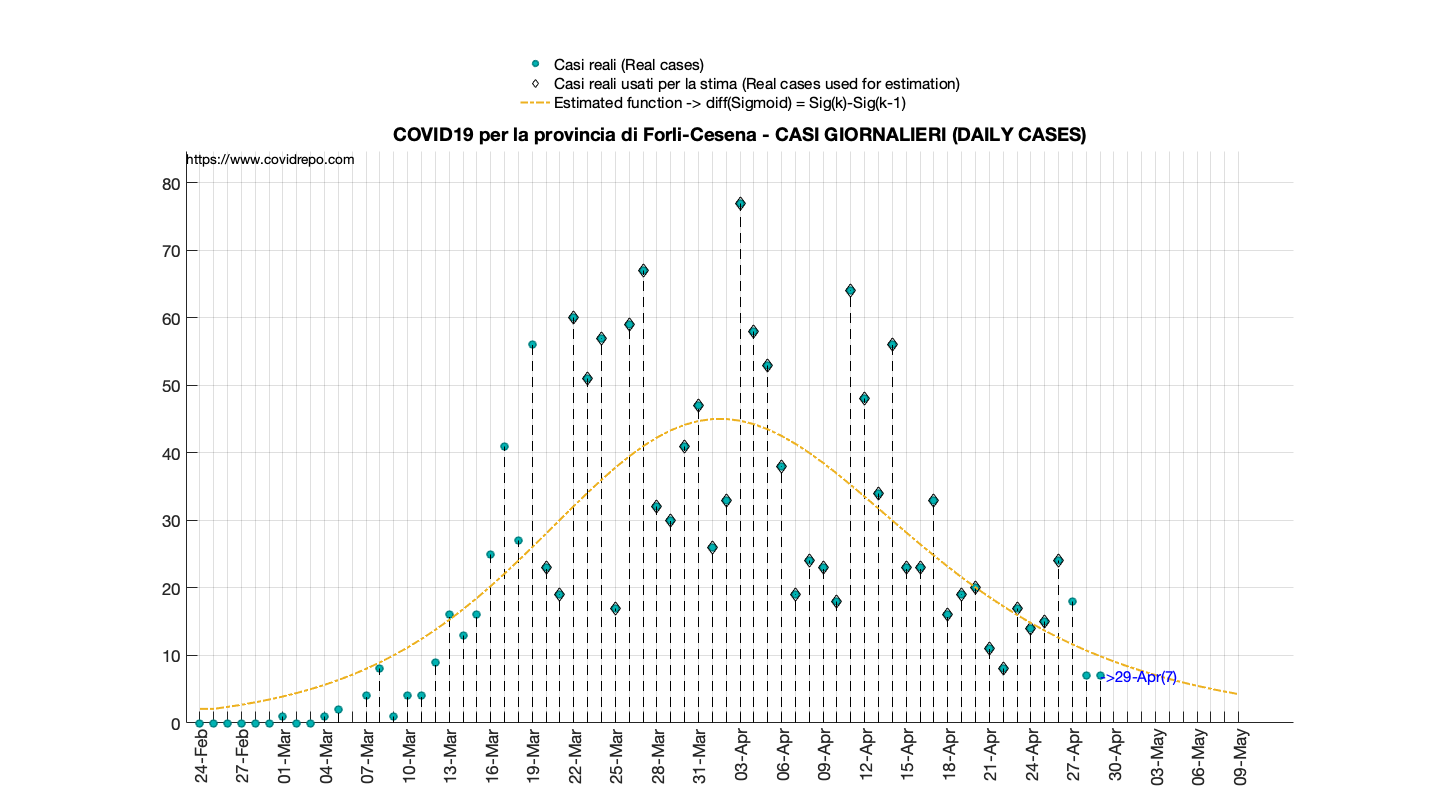 Casi reali (Real cases)
Casi reali usati per la stima (Real cases used for estimation)
Estimated function -> diff(Sigmoid) = Sig(k)-Sig(k-1)
COVID19 per la provincia di Forli-Cesena - CASI GIORNALIERI (DAILY CASES)
https://www.covidrepo.com
80
70
60
50
40
30
20
10
0
->29-Apr(7)
24-Feb
27-Feb
01-Mar
04-Mar
07-Mar
10-Mar
13-Mar
16-Mar
19-Mar
22-Mar
25-Mar
28-Mar
31-Mar
03-Apr
06-Apr
09-Apr
12-Apr
15-Apr
18-Apr
21-Apr
24-Apr
27-Apr
30-Apr
03-May
06-May
09-May